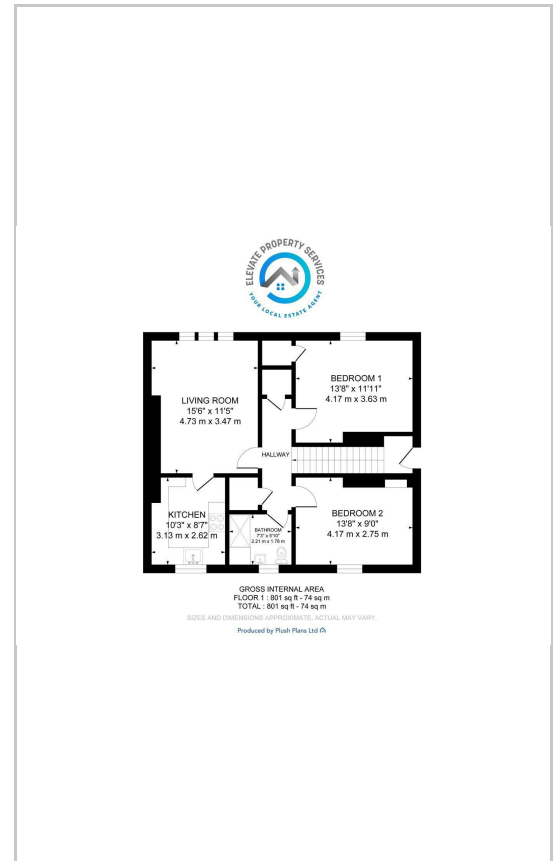 ELEVATE PROPERTY SERVICES
YOUR LOCAL ESTATE AGENT
LIVING ROOM
15'6" x 11'5"
4.73 m x 3.47 m
BEDROOM 1
13'8" x 11'11"
4.17 m x 3.63 m
HALLWAY
KITCHEN
10'3" x 8'7"
3.13 m x 2.62 m
BATHROOM
7'3" x 5'10"
2.21 m x 1.78 m
BEDROOM 2
13'8" x 9'0"
4.17 m x 2.75 m
GROSS INTERNAL AREA
FLOOR 1 : 801 sq ft - 74 sq m
TOTAL : 801 sq ft - 74 sq m
SIZES AND DIMENSIONS APPROXIMATE, ACTUAL MAY VARY.
Produced by Plush Plans Ltd